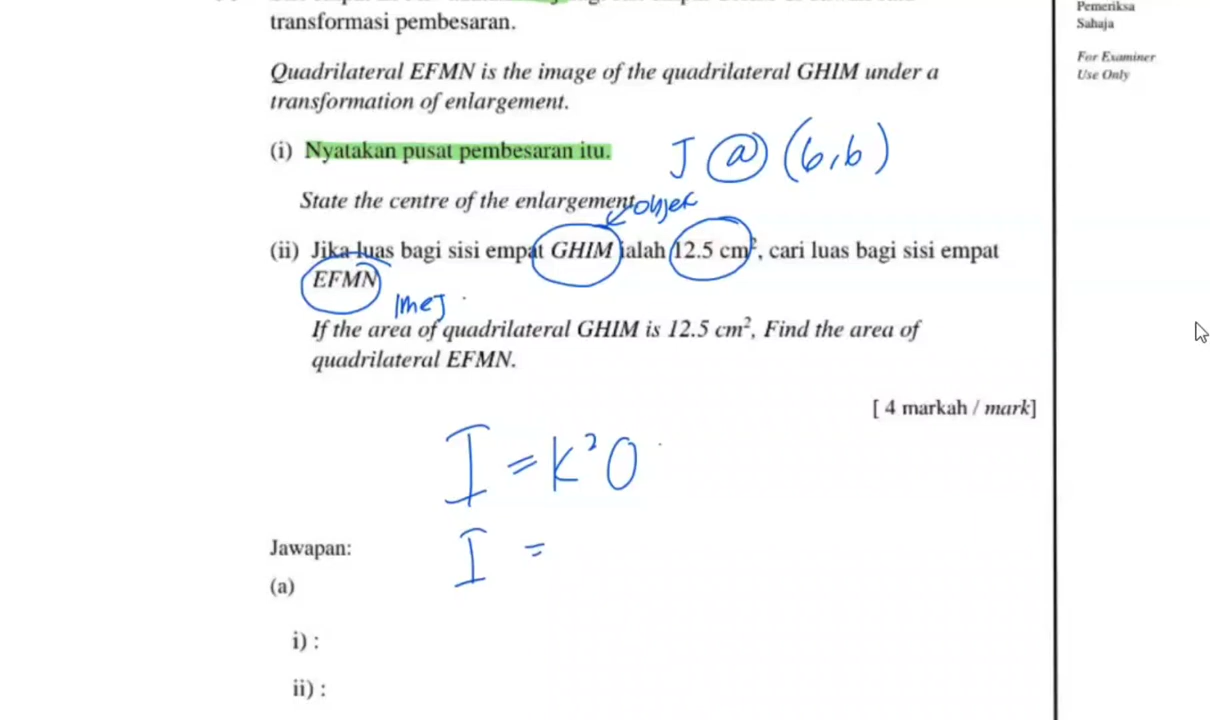 transformasi pembesaran.
Pemeriksa
Sahaja
For Examiner
Use Only
Quadrilateral EFMN is the image of the quadrilateral GHIM under a
transformation of enlargement.
(i) Nyatakan pusat pembesaran itu. J @ (6,6)
State the centre of the enlargement
objek
(ii) Jika luas bagi sisi empat GHIM ialah 12.5 cm², cari luas bagi sisi empat
EFMN
Imej
If the area of quadrilateral GHIM is 12.5 cm², Find the area of
quadrilateral EFMN.
[ 4 markah / mark]
I = K²O
I =
Jawapan:
(a)
i) :
ii) :